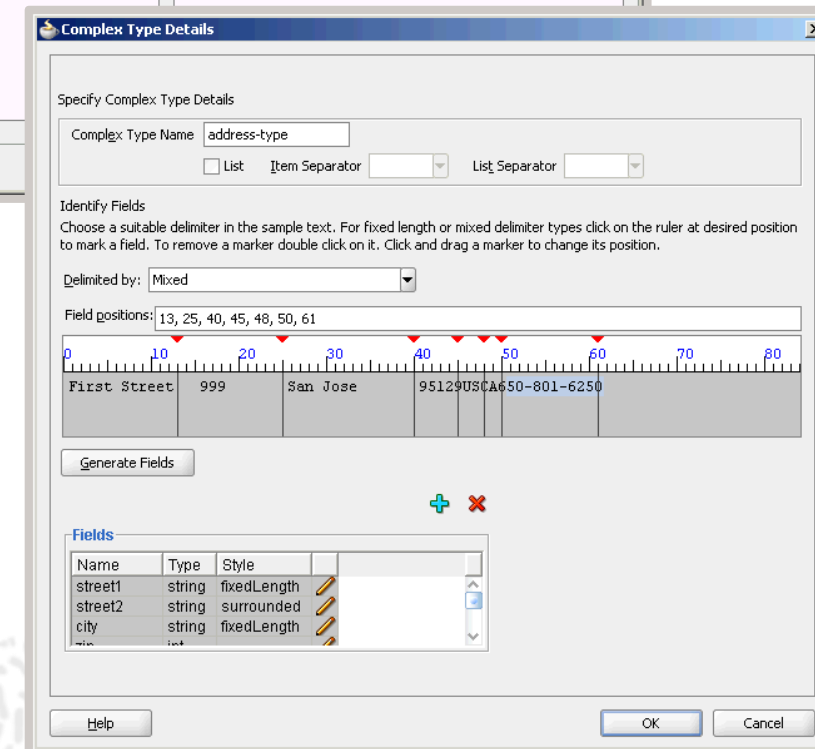 Complex Type Details
Specify Complex Type Details
Complex Type Name address-type
List Item Separator List Separator
Identify Fields
Choose a suitable delimiter in the sample text. For fixed length or mixed delimiter types click on the ruler at desired position
to mark a field. To remove a marker double click on it. Click and drag a marker to change its position.
Delimited by: Mixed
Field positions: 13, 25, 40, 45, 48, 50, 61
0 10 20 30 40 50 60 70 80
First Street 999 San Jose 95129USCA650-801-6250
Generate Fields
Fields
Name Type Style
street1 string fixedLength
street2 string surrounded
city string fixedLength
zip int
Help OK Cancel